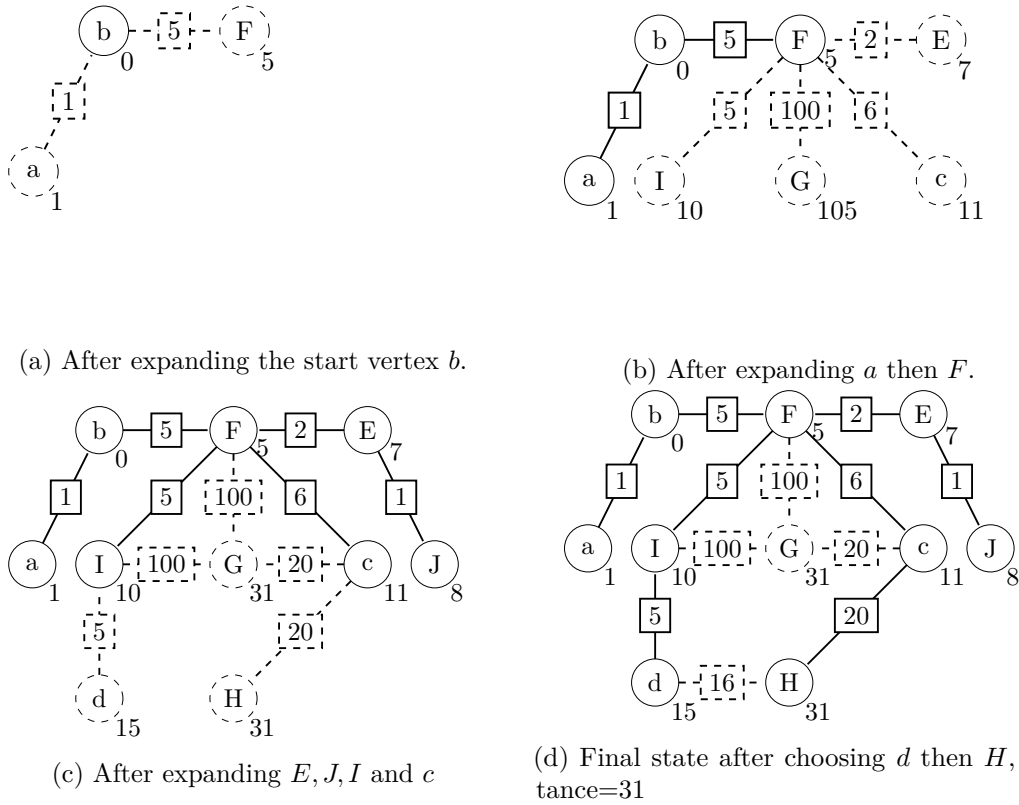 b 5 F
0 5
1
a
1
(a) After expanding the start vertex b.
b 5 F 2 E
0 5 7
1 5 100 6
a I G c
1 10 105 11
(b) After expanding a then F.
b 5 F 2 E
0 5 7
1 5 100 6 1
a I 100 G 20 c J
1 10 31 11 8
5 20
d H
15 31
(c) After expanding E, J, I and c
b 5 F 2 E
0 5 7
1 5 100 6 1
a I 100 G 20 c J
1 10 31 11 8
5 20
d 16 H
15 31
(d) Final state after choosing d then H,
tance=31